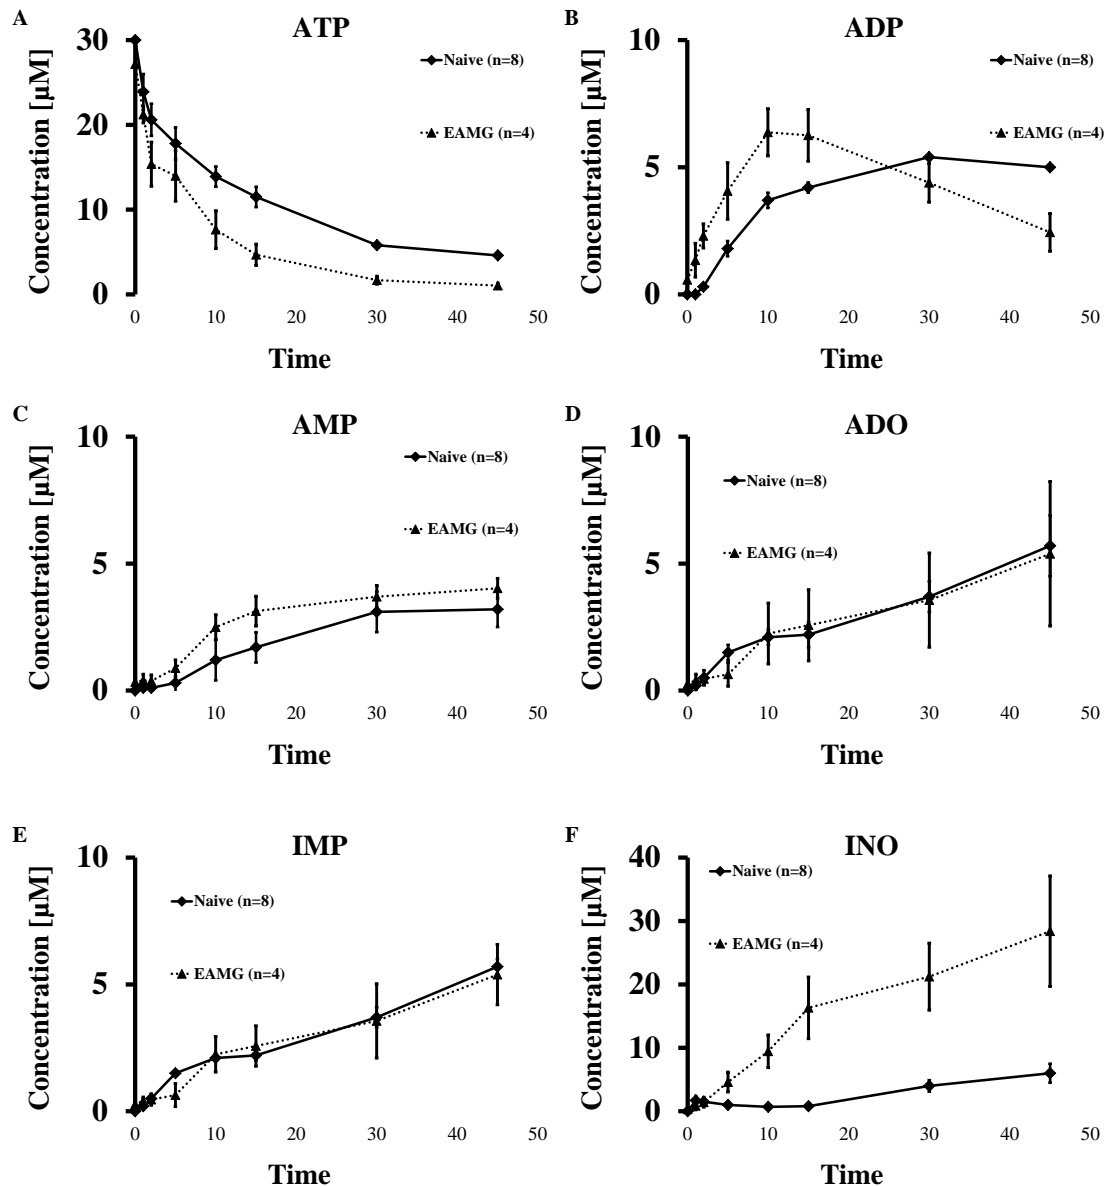 A
ATP
Concentration [µM]
30
20
10
0
Naive (n=8)
EAMG (n=4)
0 10 20 30 40 50
Time
B
ADP
Concentration [µM]
10
5
0
Naive (n=8)
EAMG (n=4)
0 10 20 30 40 50
Time
C
AMP
Concentration [µM]
10
5
0
Naive (n=8)
EAMG (n=4)
0 10 20 30 40 50
Time
D
ADO
Concentration [µM]
10
5
0
Naive (n=8)
EAMG (n=4)
0 10 20 30 40 50
Time
E
IMP
Concentration [µM]
10
5
0
Naive (n=8)
EAMG (n=4)
0 10 20 30 40 50
Time
F
INO
Concentration [µM]
40
30
20
10
0
Naive (n=8)
EAMG (n=4)
0 10 20 30 40 50
Time